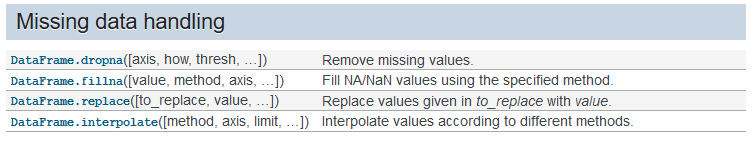 Missing data handling
DataFrame.dropna([axis, how, thresh, …]) Remove missing values.
DataFrame.fillna([value, method, axis, …]) Fill NA/NaN values using the specified method.
DataFrame.replace([to_replace, value, …]) Replace values given in to_replace with value.
DataFrame.interpolate([method, axis, limit, …]) Interpolate values according to different methods.